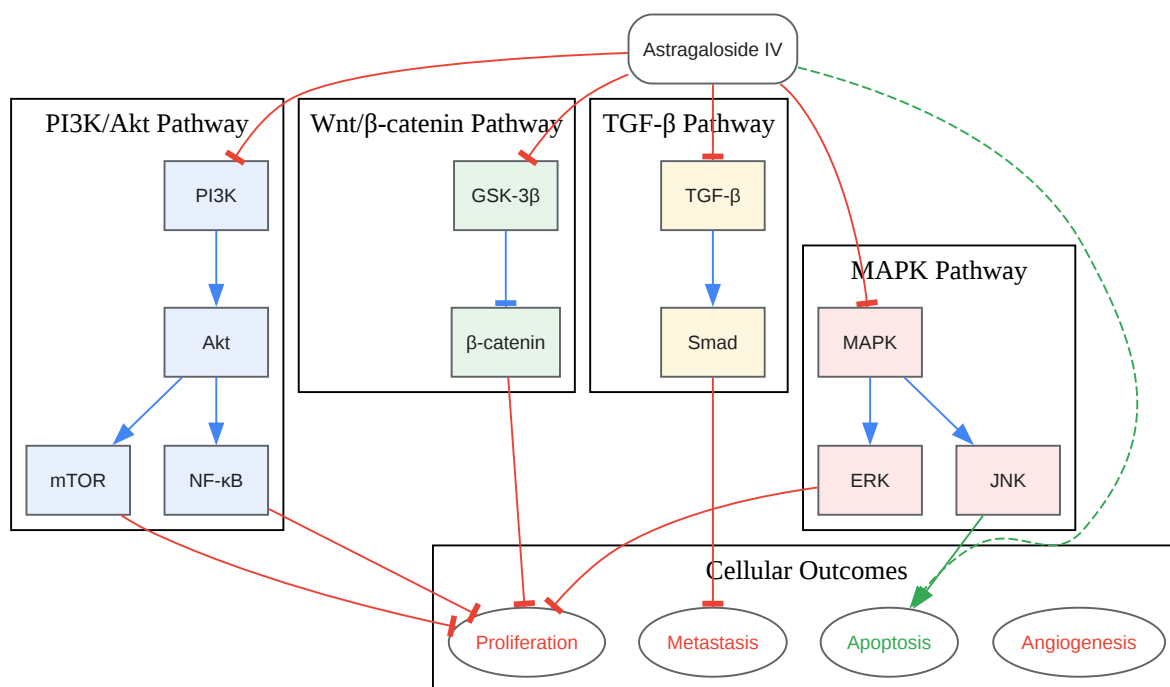 Astragaloside IV
PI3K/Akt Pathway
Wnt/β-catenin Pathway
TGF-β Pathway
PI3K
GSK-3β
TGF-β
MAPK Pathway
Akt
β-catenin
Smad
MAPK
mTOR
NF-κB
ERK
JNK
Cellular Outcomes
Proliferation
Metastasis
Apoptosis
Angiogenesis